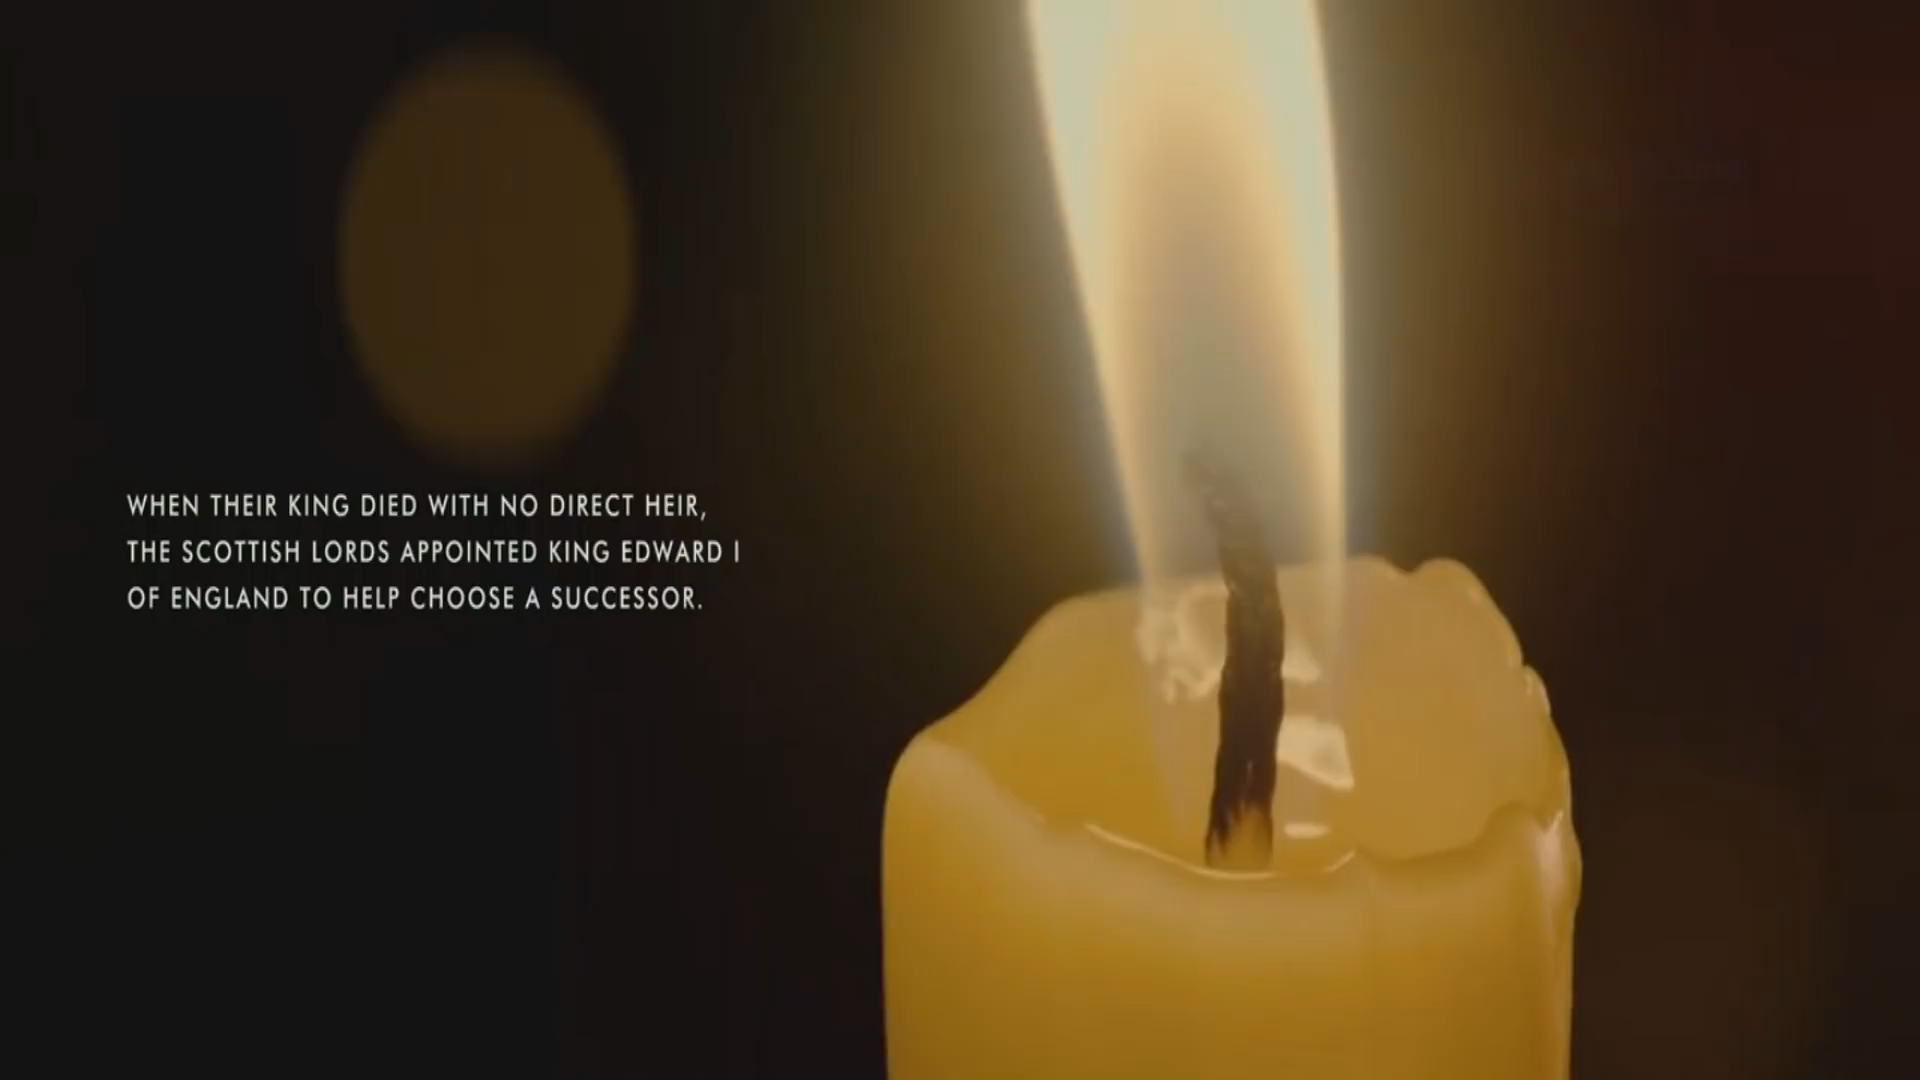 WHEN THEIR KING DIED WITH NO DIRECT HEIR,
THE SCOTTISH LORDS APPOINTED KING EDWARD I
OF ENGLAND TO HELP CHOOSE A SUCCESSOR.